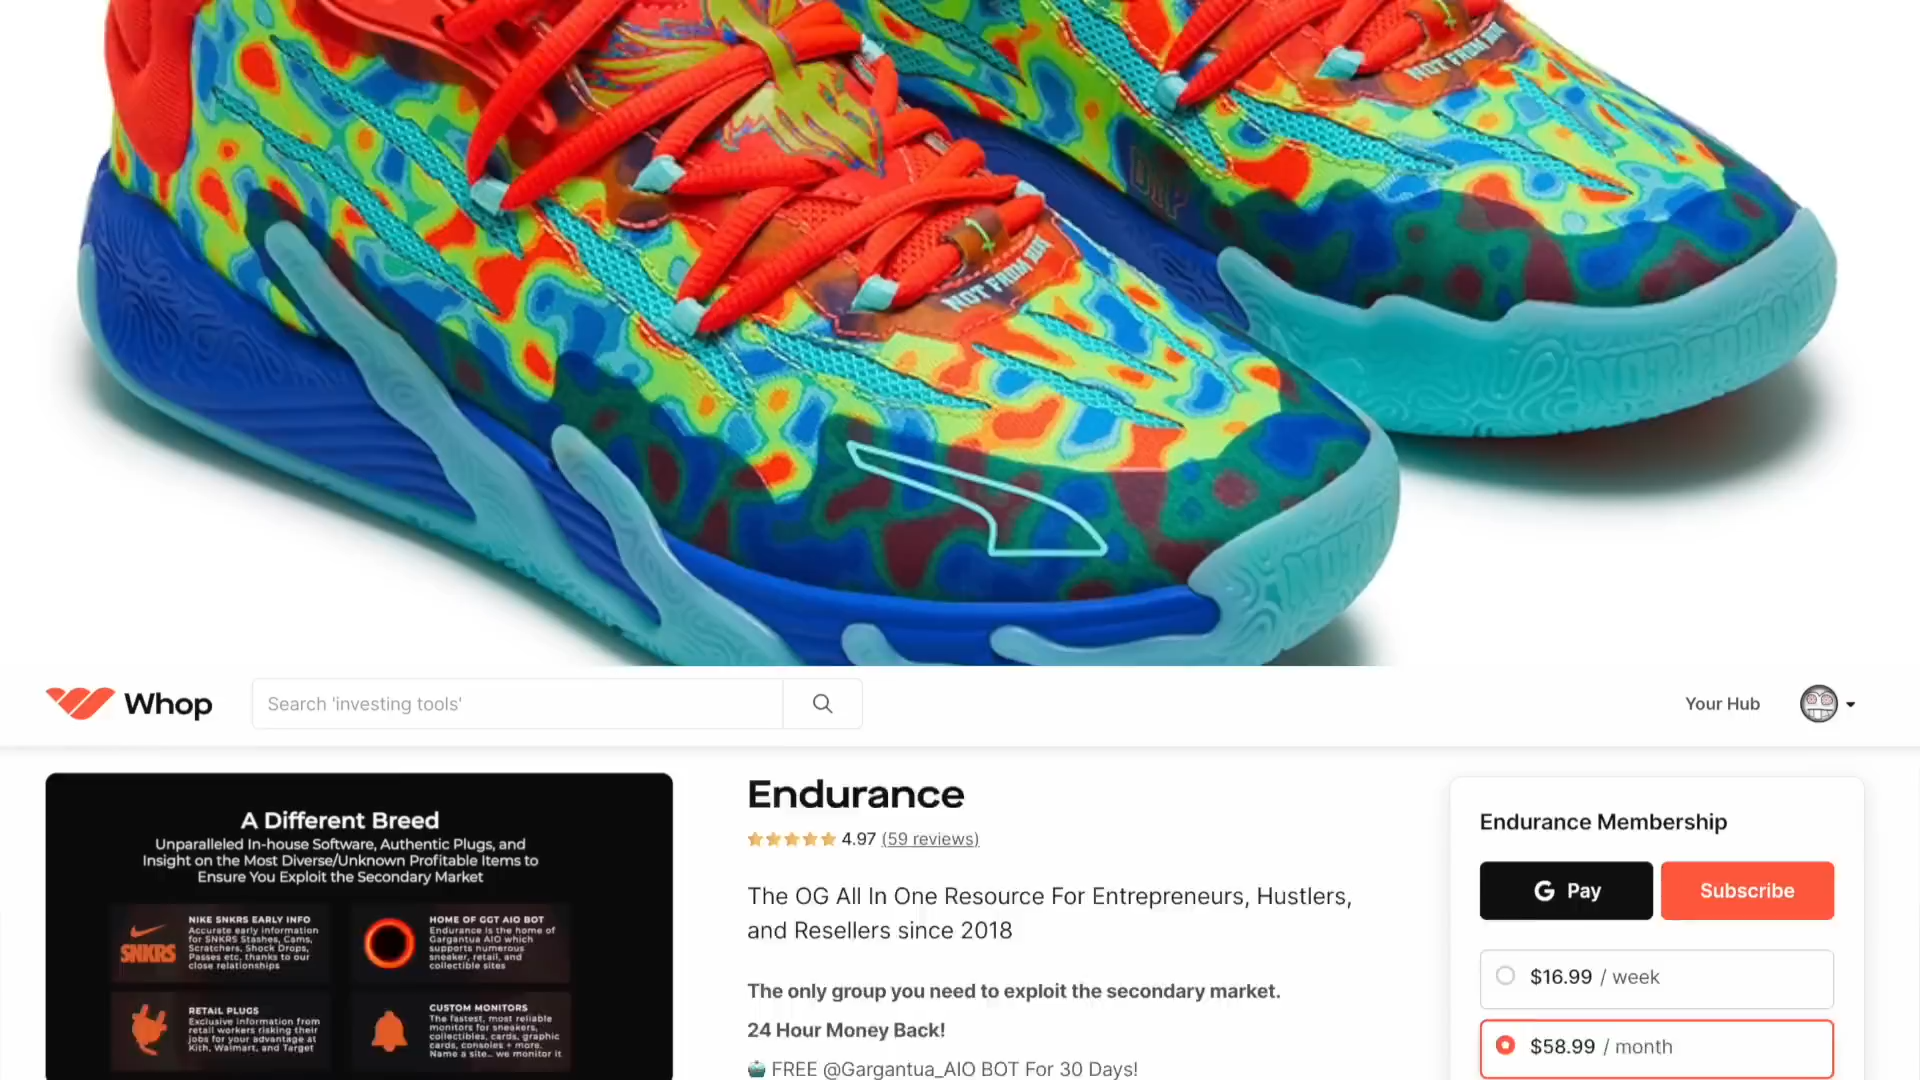 NOT FROM HERE
NOT FROM HERE
Whop
Search 'investing tools'
Your Hub
A Different Breed
Unparalleled In-house Software, Authentic Plugs, and
Insight on the Most Diverse/Unknown Profitable Items to
Ensure You Exploit the Secondary Market
SNKRS
NIKE SNKRS EARLY INFO
Accurate early information
for SNKRS Stashes, Cams,
Scratchers, Shock Drops,
Passes etc, thanks to our
close relationships
HOME OF GGT AIO BOT
Endurance is the home of
Gargantua AIO which
supports numerous
sneaker, retail, and
collectible sites
RETAIL PLUGS
Exclusive information from
retail workers risking their
jobs for your advantage at
Kith, Walmart, and Target
CUSTOM MONITORS
The fastest, most reliable
monitors for sneakers,
collectibles, cards, graphic
cards, consoles + more.
Name a site... we monitor it
Endurance
4.97 (59 reviews)
The OG All In One Resource For Entrepreneurs, Hustlers,
and Resellers since 2018
The only group you need to exploit the secondary market.
24 Hour Money Back!
FREE @Gargantua_AIO BOT For 30 Days!
Endurance Membership
G Pay
Subscribe
$16.99 / week
$58.99 / month